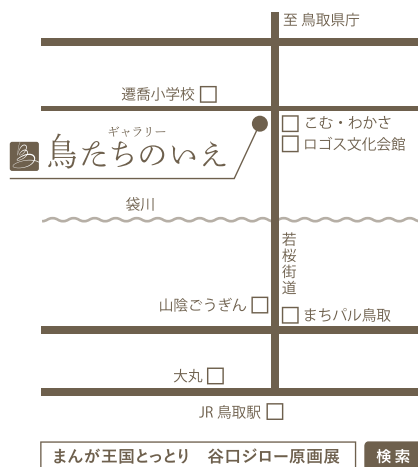 至 鳥取県庁
遷喬小学校
こむ・わかさ
ギャラリー
鳥たちのいえ
ロゴス文化会館
袋川
若桜街道
山陰ごうぎん
まちパル鳥取
大丸
JR 鳥取駅
まんが王国とっとり 谷口ジロー原画展
検索